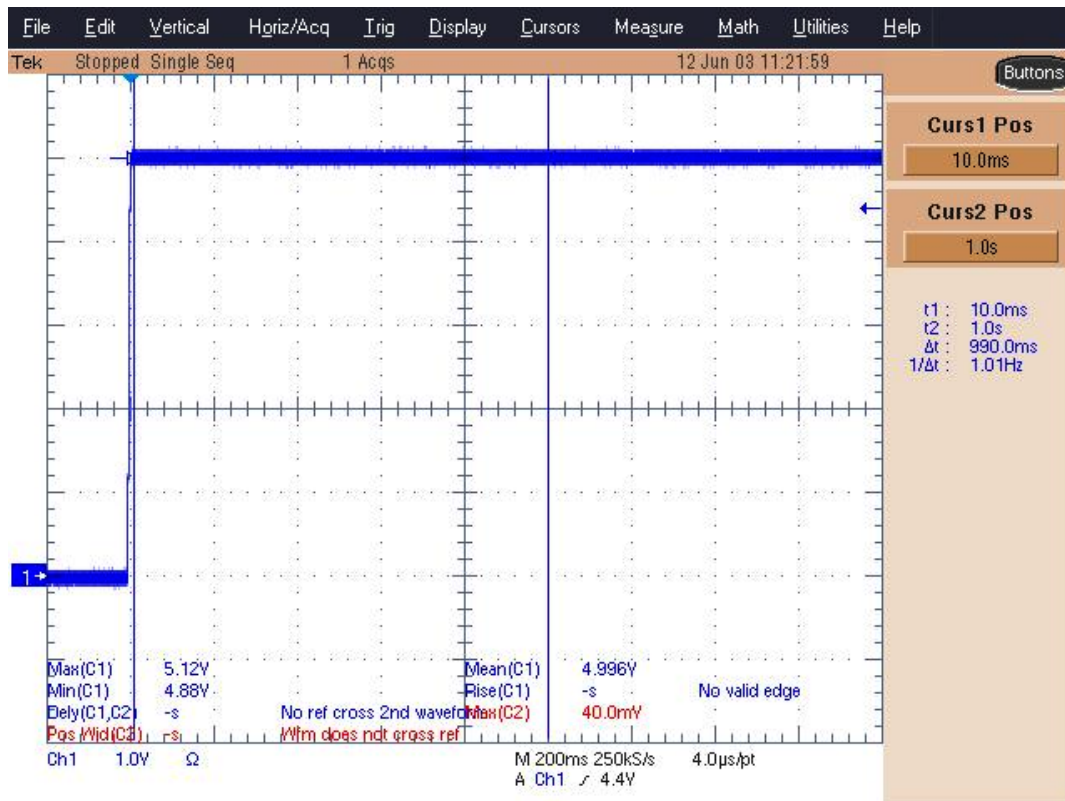 File Edit Vertical Horiz/Acq Trig Display Cursors Measure Math Utilities Help
Tek Stopped Single Seq 1 Acqs 12 Jun 03 11:21:59
Buttons
Curs1 Pos
10.0ms
Curs2 Pos
1.0s
t1 : 10.0ms
t2 : 1.0s
Δt : 990.0ms
1/Δt : 1.01Hz
1
Max(C1) 5.12V Mean(C1) 4.996V
Min(C1) 4.88V Rise(C1) -s No valid edge
Dely(C1,C2) -s No ref cross 2nd waveform Max(C2) 40.0mV
Pos Wid(C2) -s Wfm does not cross ref
Ch1 1.0V Ω M 200ms 250kS/s 4.0µs/pt
A Ch1 4.4V